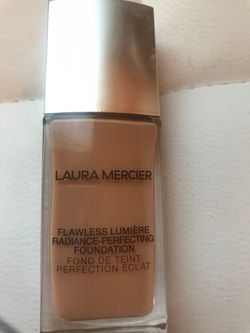 LAURA MERCIER
FLAWLESS LUMIÈRE
RADIANCE-PERFECTING
FOUNDATION
FOND DE TEINT
PERFECTION ÉCLAT